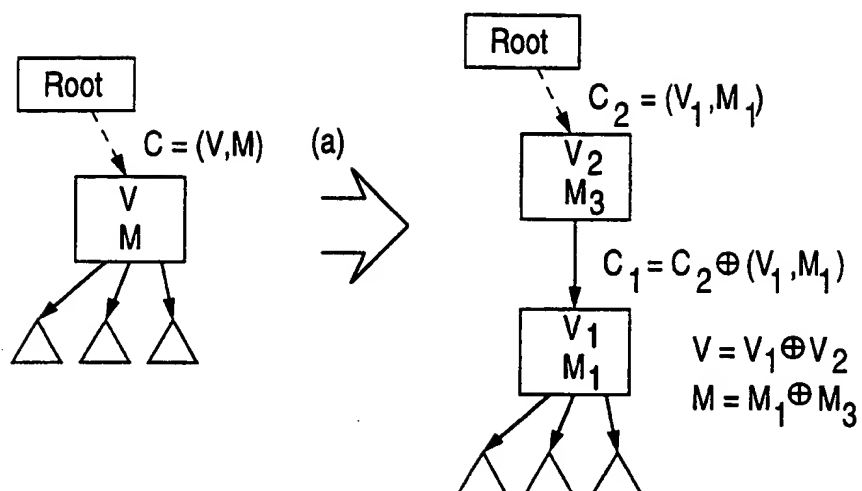 Root
C = (V,M)
V
M
(a)
Root
C₂ = (V₁,M₁)
V₂
M₃
C₁ = C₂ ⊕ (V₁,M₁)
V₁
M₁
V = V₁ ⊕ V₂
M = M₁ ⊕ M₃